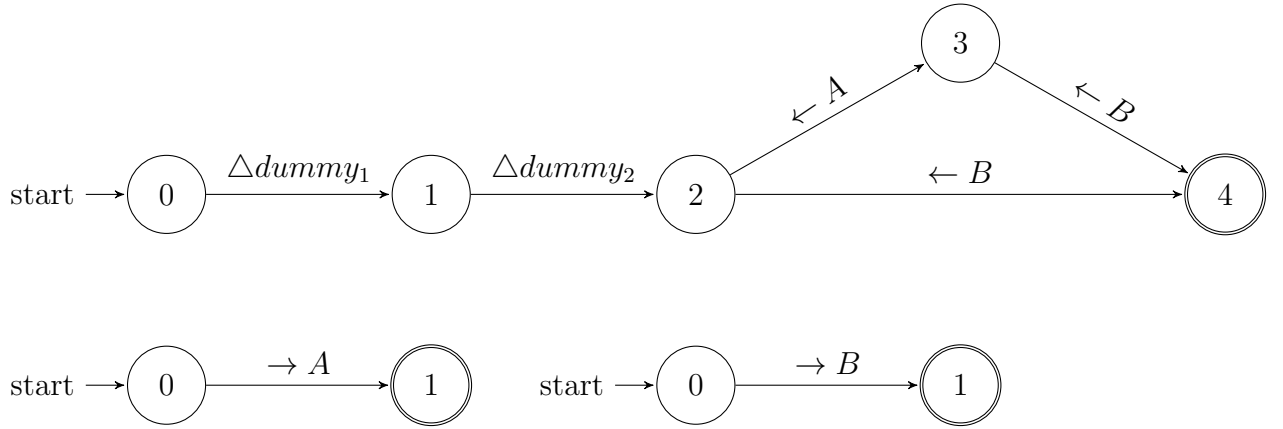 3
← A
← B
△dummy₁
△dummy₂
← B
start
0
1
2
4
→ A
→ B
start
0
1
start
0
1